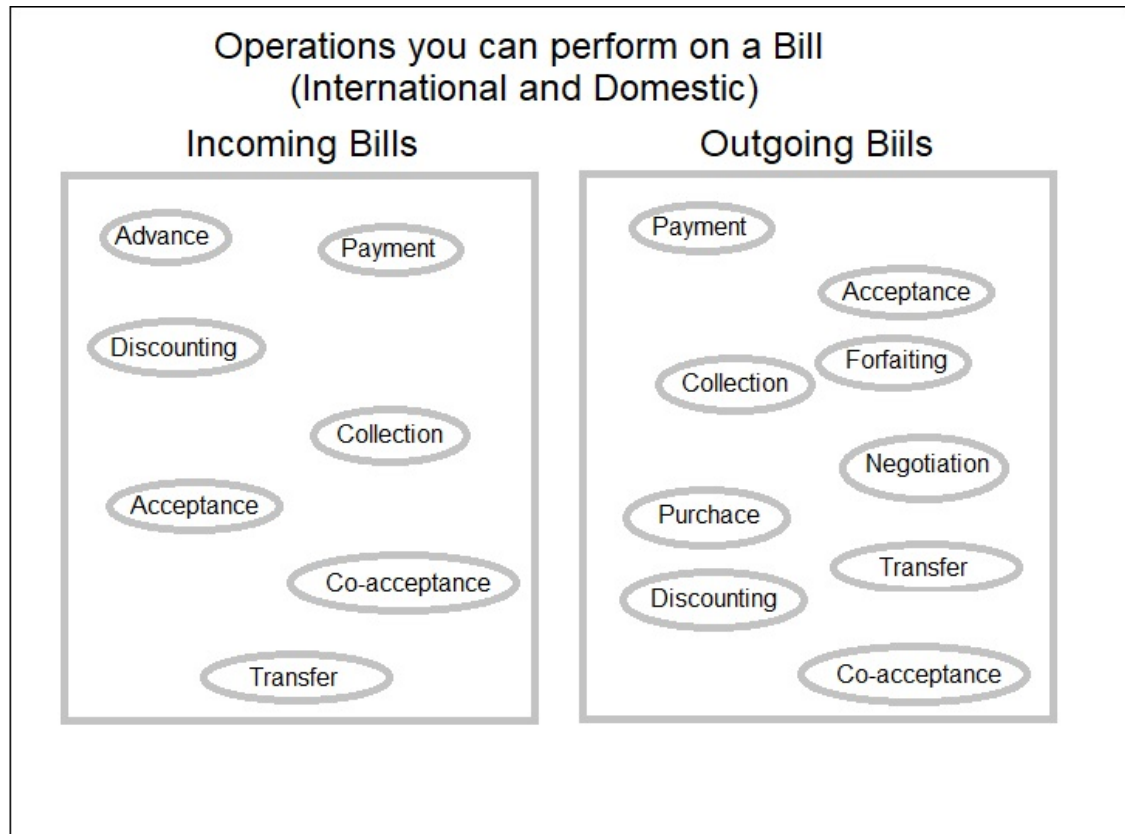 Operations you can perform on a Bill
(International and Domestic)
Incoming Bills
Advance
Payment
Discounting
Collection
Acceptance
Co-acceptance
Transfer
Outgoing Biils
Payment
Acceptance
Forfaiting
Collection
Negotiation
Purchace
Transfer
Discounting
Co-acceptance